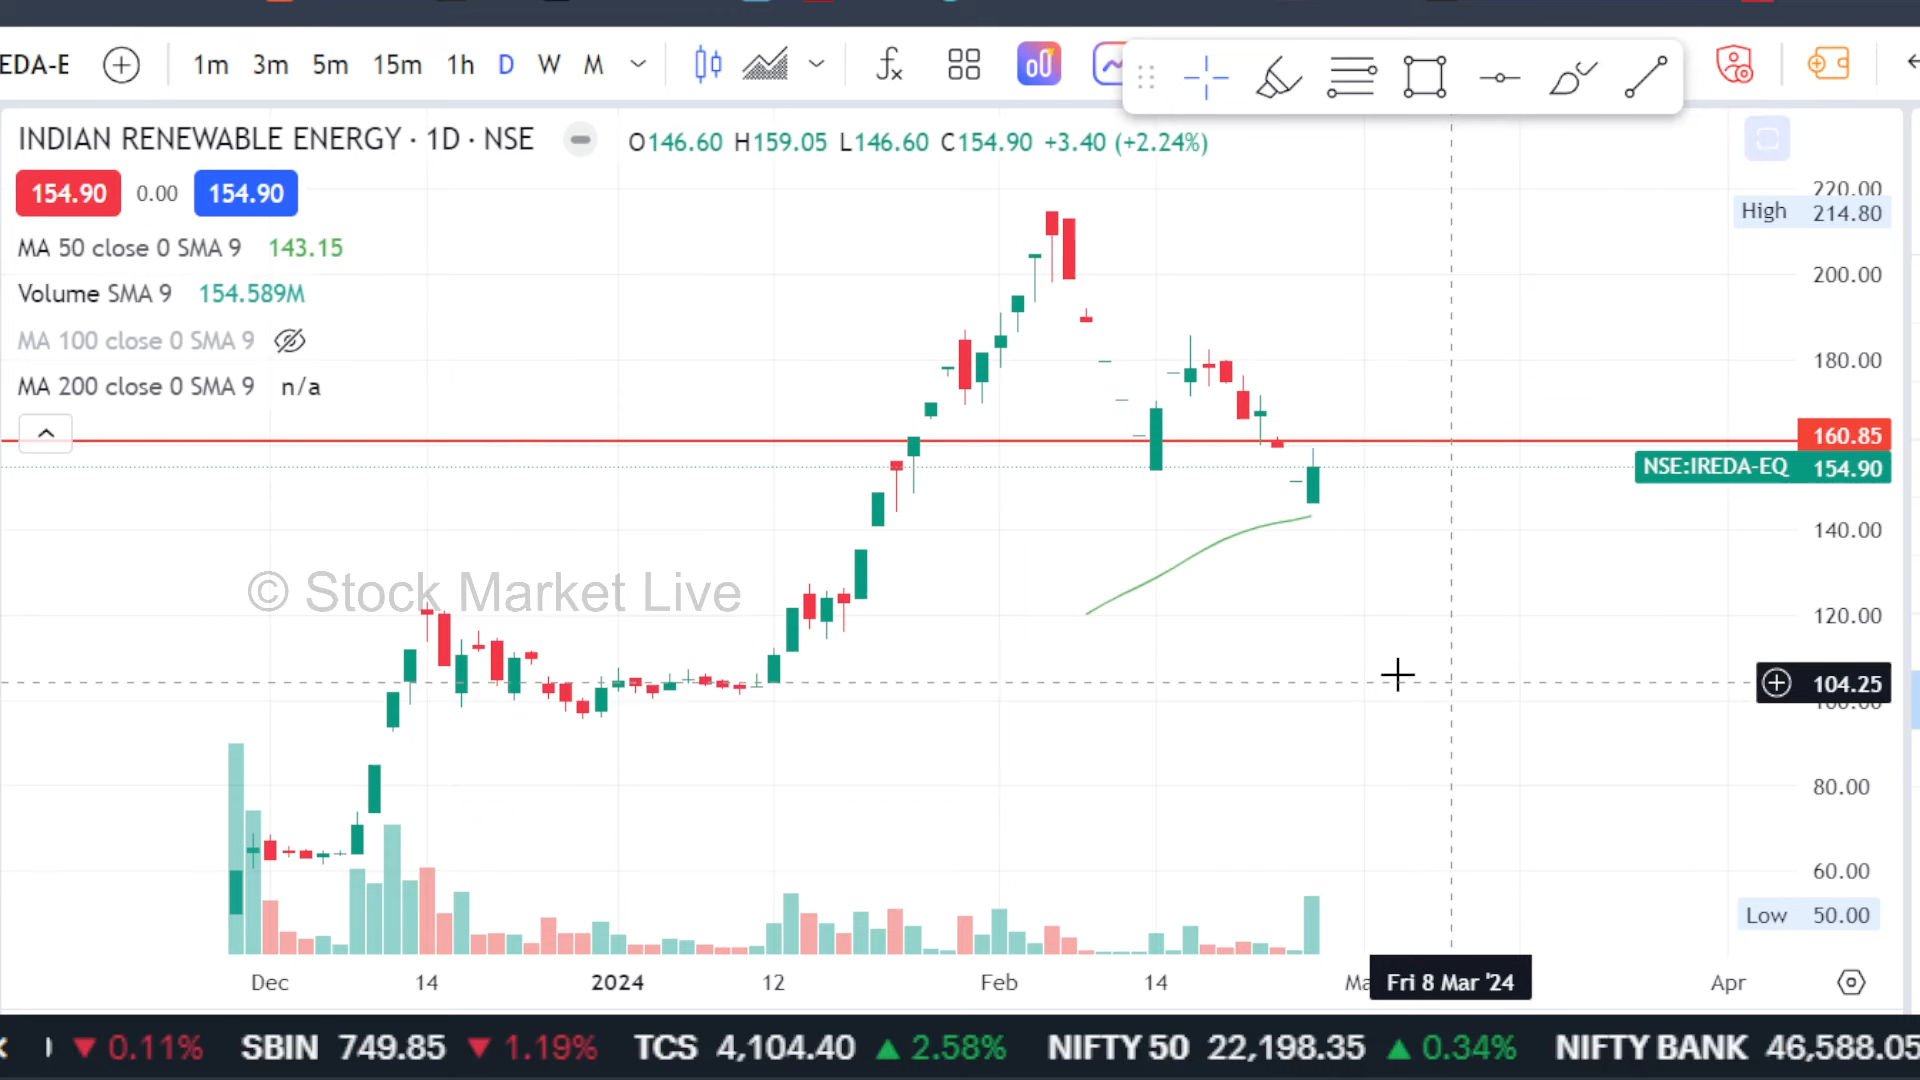 EDA-E 1m 3m 5m 15m 1h D W M
INDIAN RENEWABLE ENERGY · 1D · NSE O146.60 H159.05 L146.60 C154.90 +3.40 (+2.24%)
154.90 0.00 154.90
MA 50 close 0 SMA 9 143.15
Volume SMA 9 154.589M
MA 100 close 0 SMA 9
MA 200 close 0 SMA 9 n/a
220.00
High 214.80
200.00
180.00
160.85
NSE:IREDA-EQ 154.90
140.00
© Stock Market Live
120.00
104.25
100.00
80.00
60.00
Low 50.00
Dec 14 2024 12 Feb 14 Ma Fri 8 Mar '24 Apr
▼ 0.11% SBIN 749.85 ▼ 1.19% TCS 4,104.40 ▲ 2.58% NIFTY 50 22,198.35 ▲ 0.34% NIFTY BANK 46,588.05